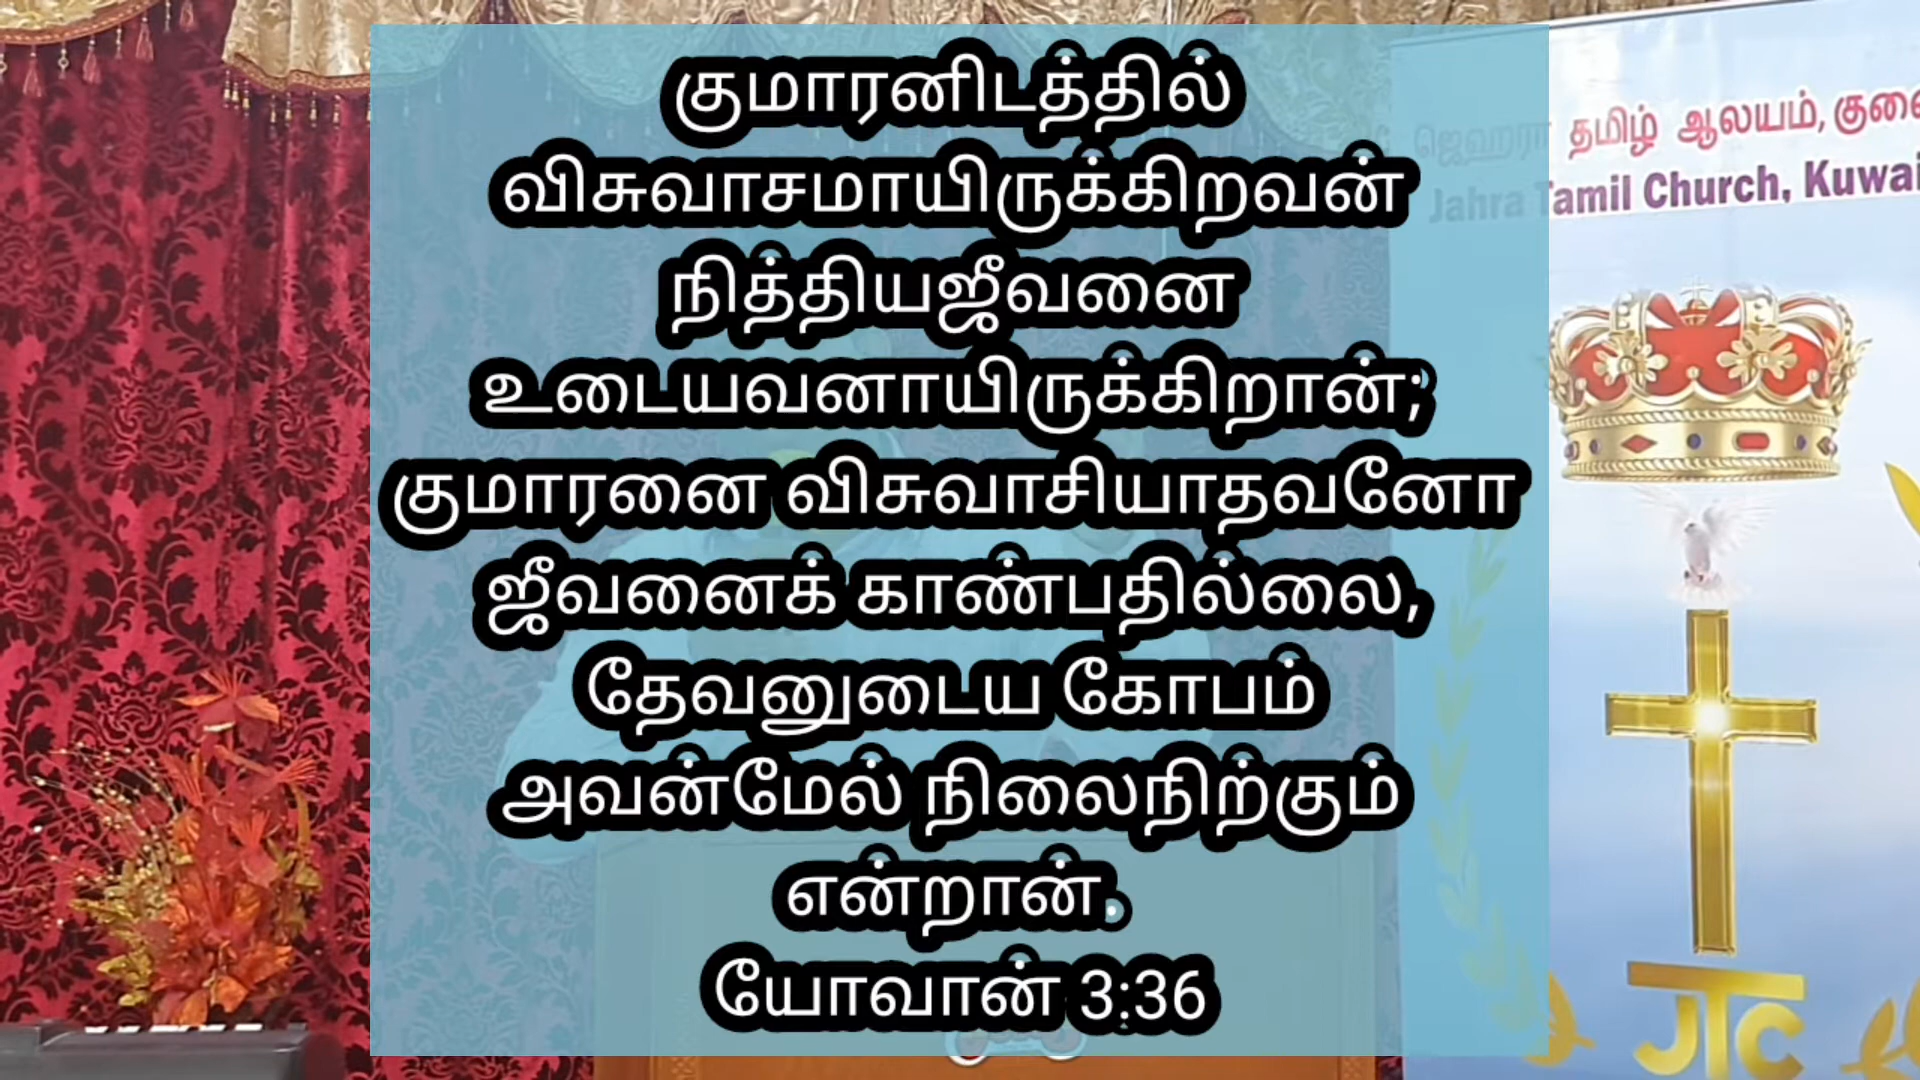 குமாரனிடத்தில்
விசுவாசமாயிருக்கிறவன்
நித்தியஜீவனை
உடையவனாயிருக்கிறான்;
குமாரனை விசுவாசியாதவனோ
ஜீவனைக் காண்பதில்லை,
தேவனுடைய கோபம்
அவன்மேல் நிலைநிற்கும்
என்றான்.
யோவான் 3:36
ஜெஹரா தமிழ் ஆலயம்,
Jahra Tamil Church, Kuwai
JTC